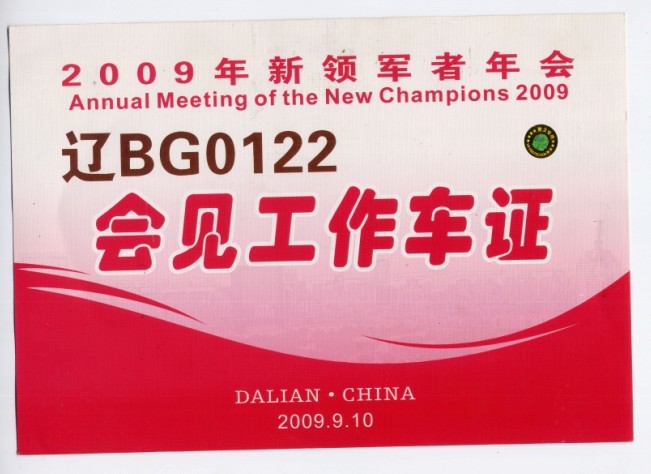 2009年新领军者年会
Annual Meeting of the New Champions 2009
辽BG0122
会见工作车证
DALIAN · CHINA
2009.9.10